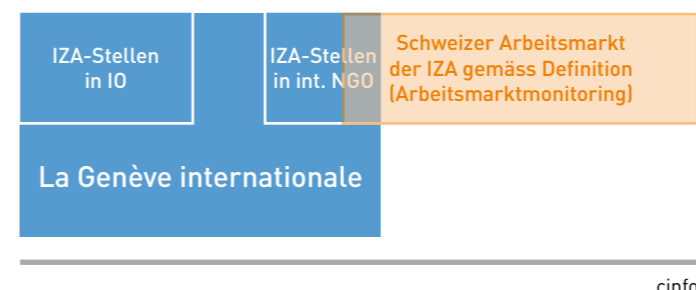 IZA-Stellen
in IO
IZA-Stellen
in int. NGO
Schweizer Arbeitsmarkt
der IZA gemäss Definition
(Arbeitsmarktmonitoring)
La Genève internationale
cinfo